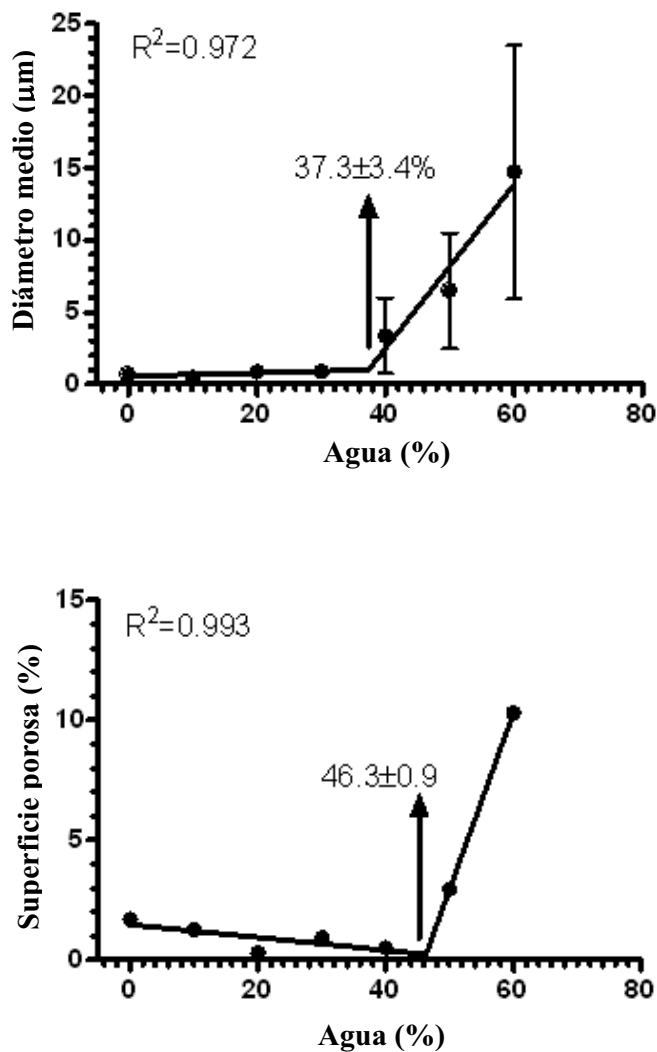 Diámetro medio (µm)
25
20
15
10
5
0
R²=0.972
37.3±3.4%
0 20 40 60 80
Agua (%)
Superficie porosa (%)
15
10
5
0
R²=0.993
46.3±0.9
0 20 40 60 80
Agua (%)